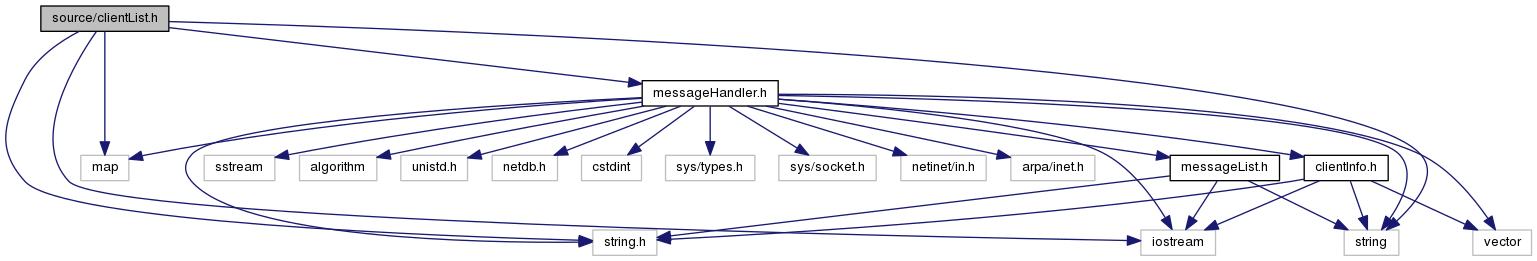 source/clientList.h
messageHandler.h
map
sstream
algorithm
unistd.h
netdb.h
cstdint
sys/types.h
sys/socket.h
netinet/in.h
arpa/inet.h
messageList.h
clientInfo.h
string.h
iostream
string
vector